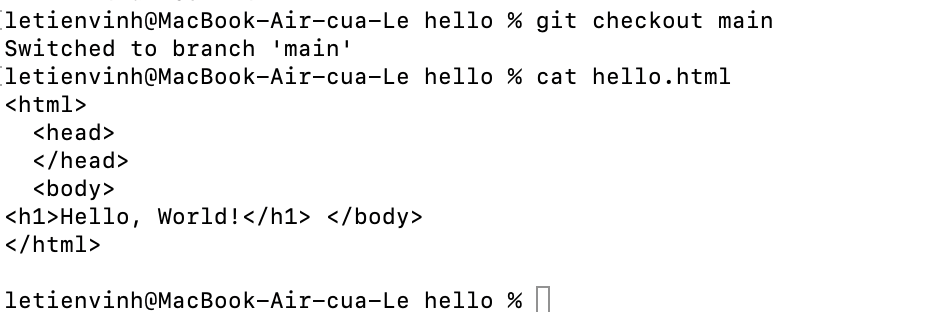 letienvinh@MacBook-Air-cua-Le hello % git checkout main
Switched to branch 'main'
letienvinh@MacBook-Air-cua-Le hello % cat hello.html
<html>
  <head>
  </head>
  <body>
<h1>Hello, World!</h1> </body>
</html>

letienvinh@MacBook-Air-cua-Le hello %